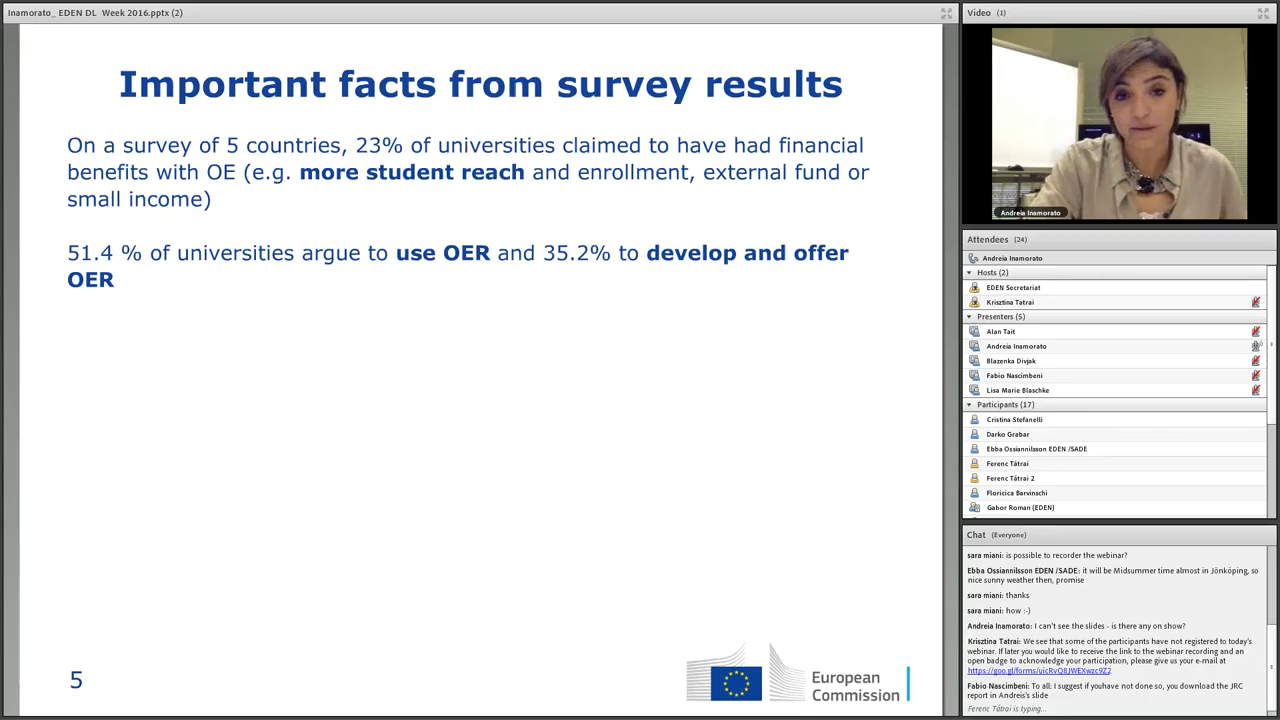 Inamorato_ EDEN DL Week 2016.pptx (2)
Important facts from survey results
On a survey of 5 countries, 23% of universities claimed to have had financial
benefits with OE (e.g. more student reach and enrollment, external fund or
small income)
51.4 % of universities argue to use OER and 35.2% to develop and offer
OER
5
European
Commission
Video (1)
Andreia Inamorato
Attendees (24)
Andreia Inamorato
Hosts (2)
EDEN Secretariat
Krisztina Tatrai
Presenters (5)
Alan Tait
Andreia Inamorato
Blazenka Divjak
Fabio Nascimbeni
Lisa Marie Blaschke
Participants (17)
Cristina Stefanelli
Darko Grabar
Ebba Ossiannilsson EDEN /SADE
Ferenc Tátrai
Ferenc Tátrai 2
Floricica Barvinschi
Gabor Roman (EDEN)
Chat (Everyone)
sara miani: is possible to recorder the webinar?
Ebba Ossiannilsson EDEN /SADE: it will be Midsummer time almost in Jönköping, so
nice sunny weather then, promise
sara miani: thanks
sara miani: how :-)
Andreia Inamorato: I can't see the slides - is there any on show?
Krisztina Tatrai: We see that some of the participants have not registered to today's
webinar. If later you would like to receive the link to the webinar recording and an
open badge to acknowledge your participation, please give us your e-mail at
https://goo.gl/forms/uicRvQ8JWEXwzc9Z2
Fabio Nascimbeni: To all: I suggest if youhave not done so, you download the JRC
report in Andreis's slide
Ferenc Tátrai is typing...